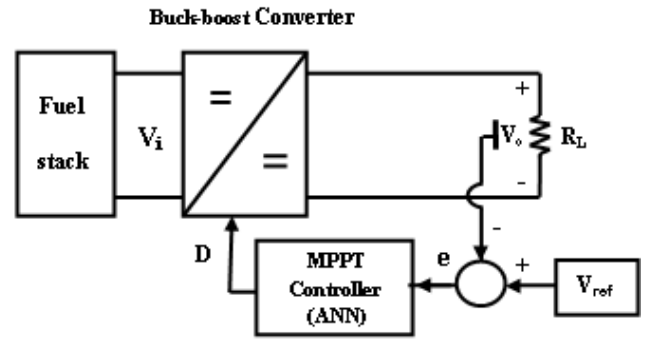 Buck-boost Converter
Fuel
stack
Vi
=
=
+
Vo
RL
-
-
D
MPPT
Controller
(ANN)
e
+
Vref